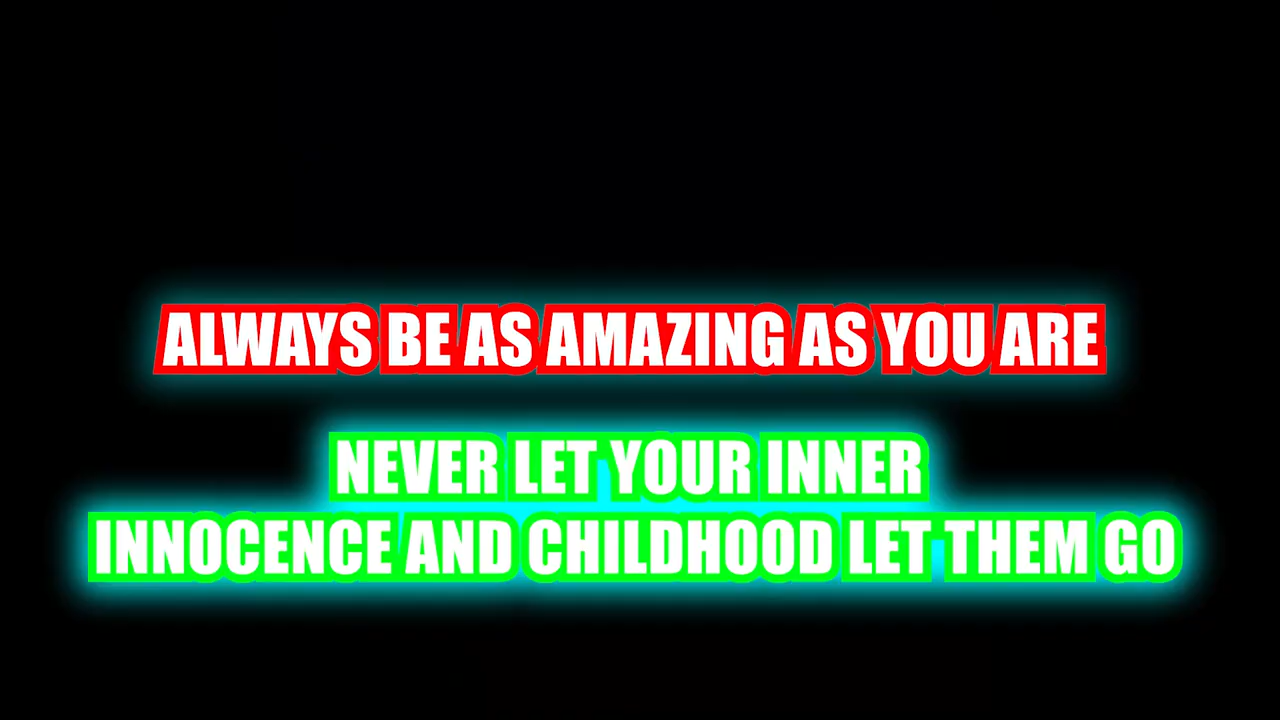 ALWAYS BE AS AMAZING AS YOU ARE
NEVER LET YOUR INNER
INNOCENCE AND CHILDHOOD LET THEM GO